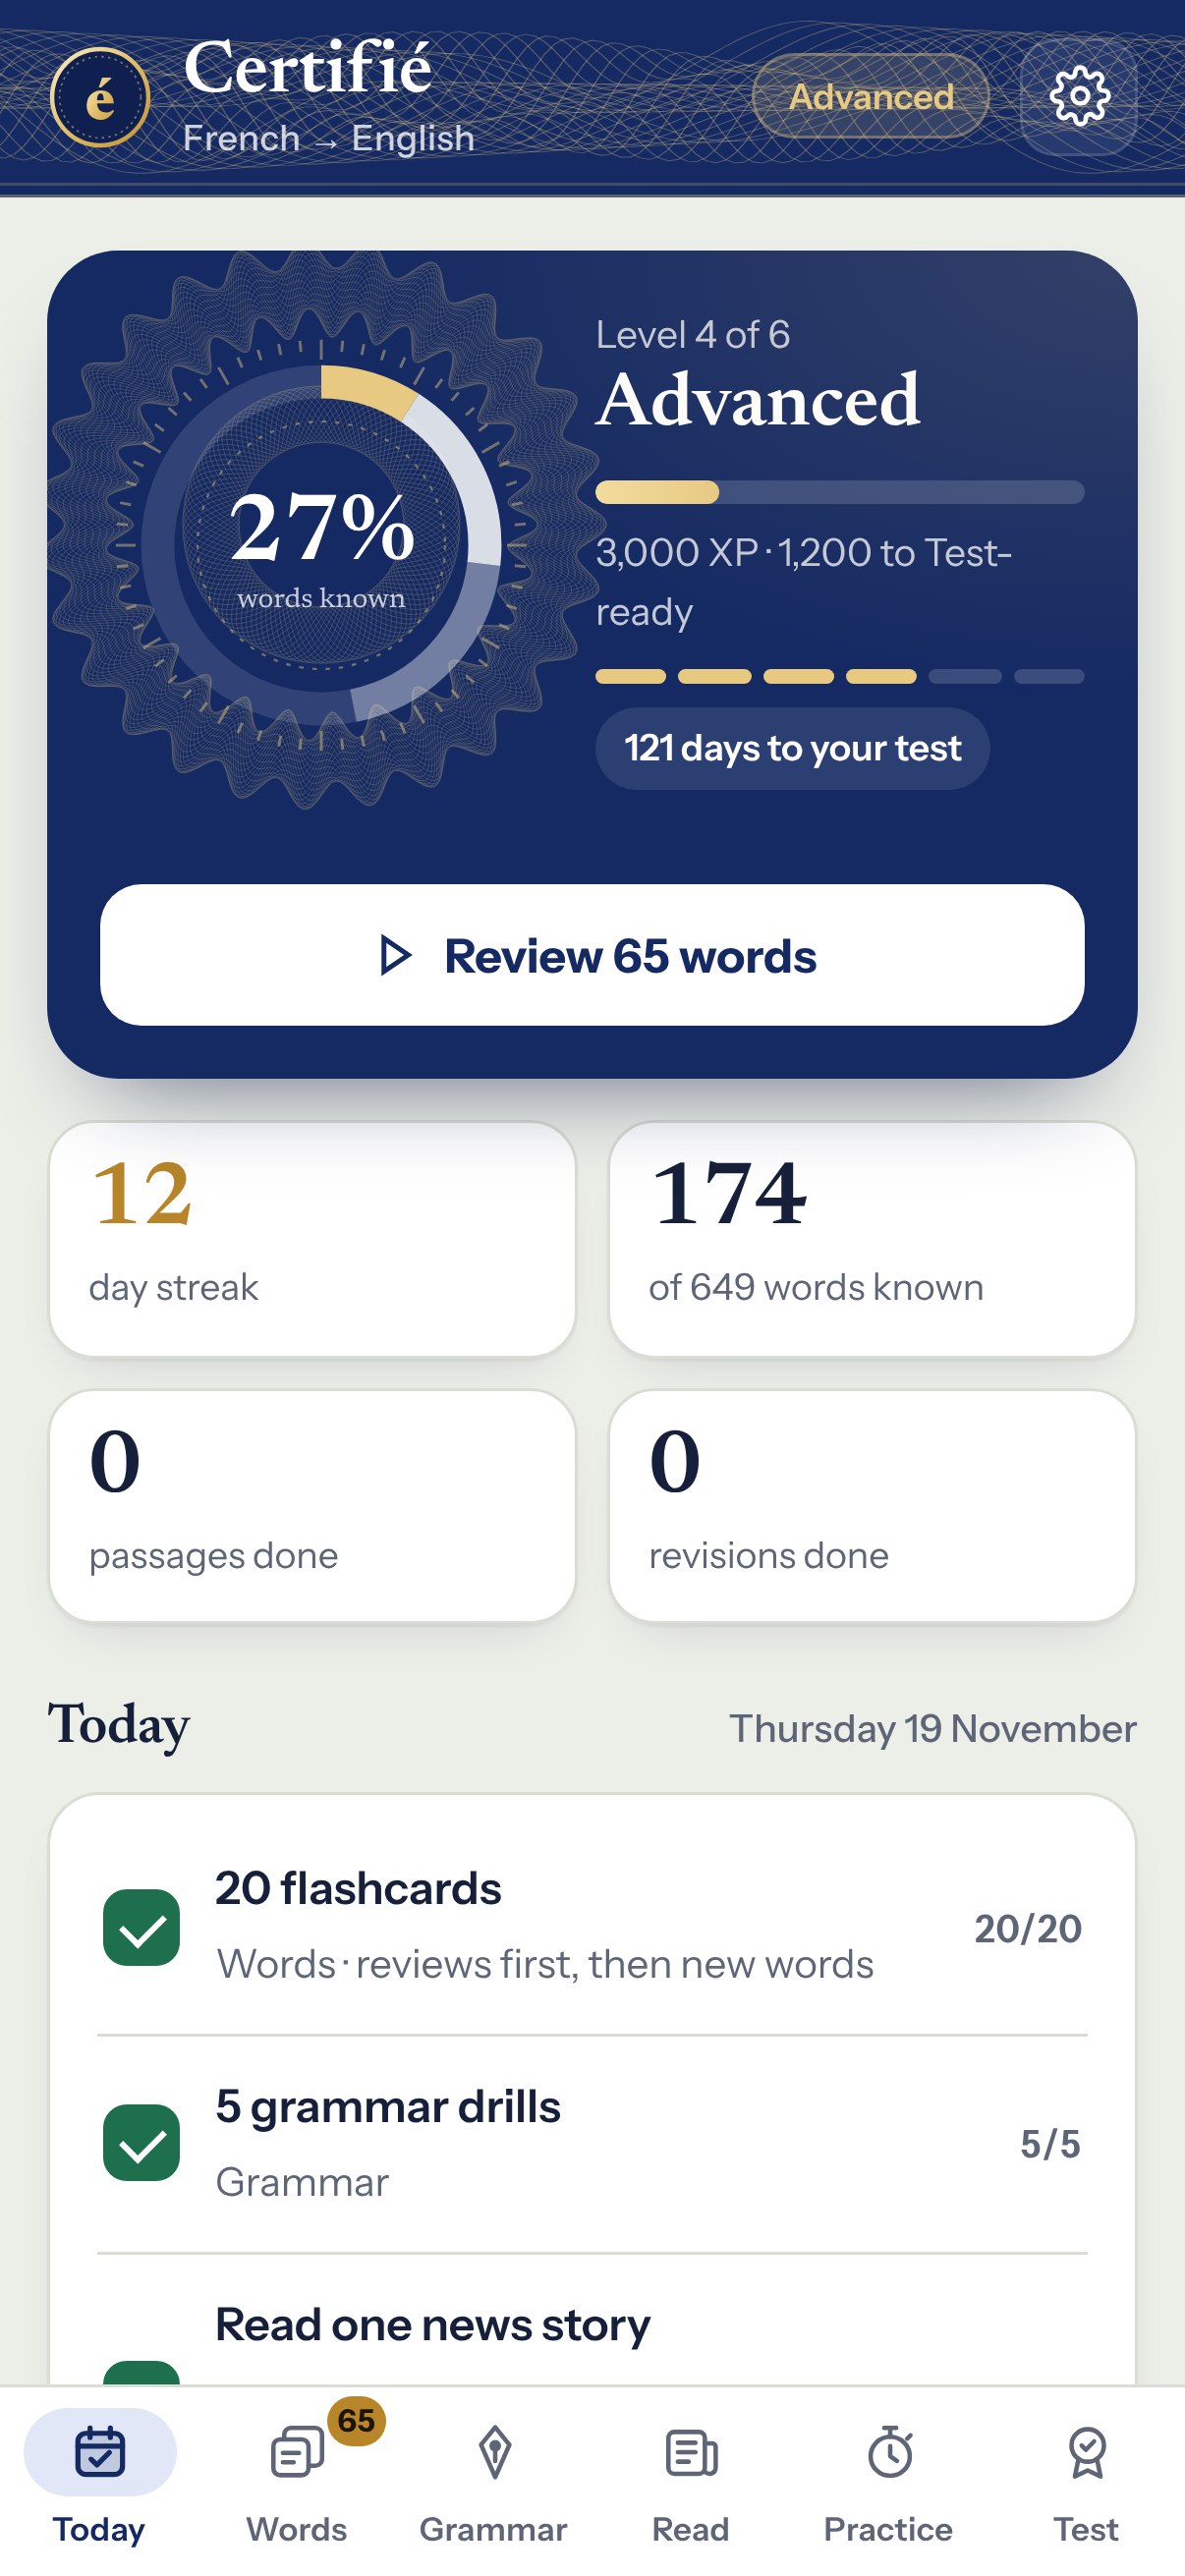 é
Certifié
French → English
Advanced
Level 4 of 6
Advanced
27%
words known
3,000 XP · 1,200 to Test-
ready
121 days to your test
Review 65 words
12
day streak
174
of 649 words known
0
passages done
0
revisions done
Today
Thursday 19 November
20 flashcards
Words · reviews first, then new words
20/20
5 grammar drills
Grammar
5/5
Read one news story
65
Today
Words
Grammar
Read
Practice
Test